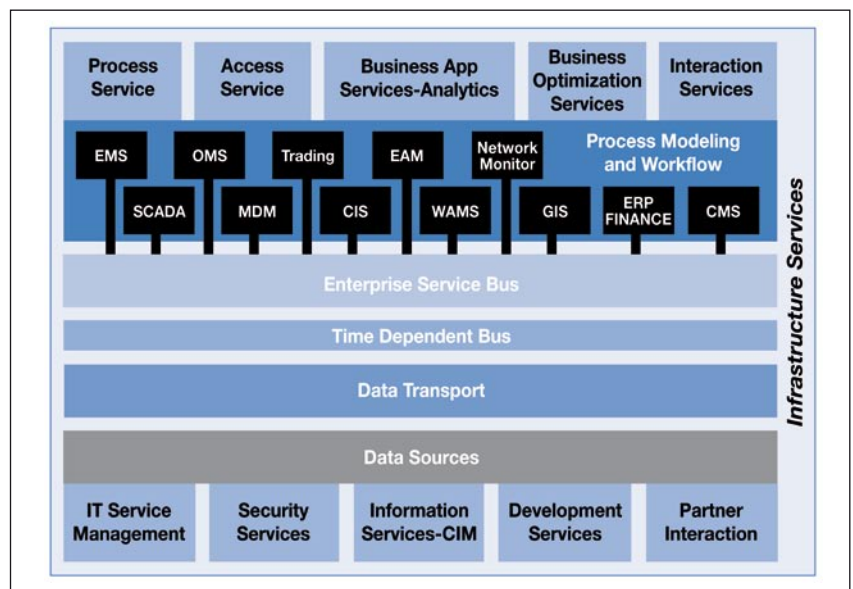 Process
Service
Access
Service
Business App
Services-Analytics
Business
Optimization
Services
Interaction
Services
Process Modeling
and Workflow
EMS
OMS
Trading
EAM
Network
Monitor
SCADA
MDM
CIS
WAMS
GIS
ERP
FINANCE
CMS
Enterprise Service Bus
Time Dependent Bus
Data Transport
Data Sources
IT Service
Management
Security
Services
Information
Services-CIM
Development
Services
Partner
Interaction
Infrastructure Services